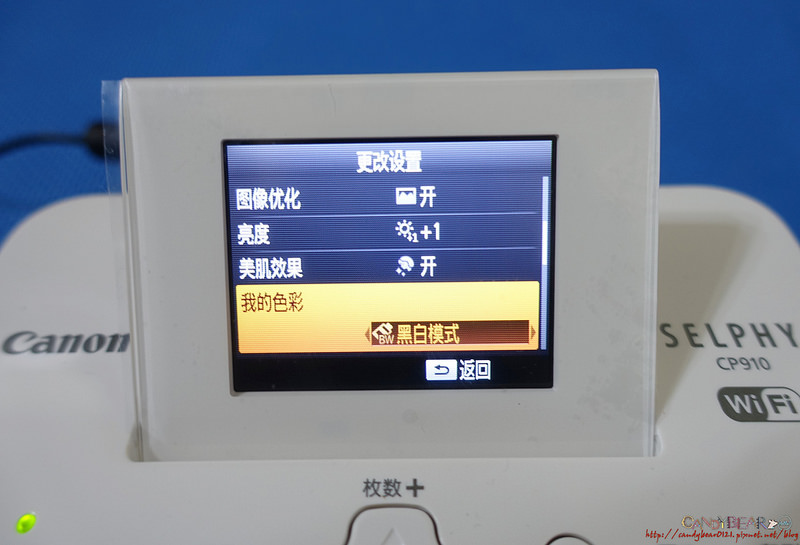 更改设置
图像优化 开
亮度 +1
美肌效果 开
我的色彩
BW 黑白模式
返回
Canon
SELPHY
CP910
WiFi
枚数+
CANDYBEAR
http://candybear0121.pixnet.net/blog